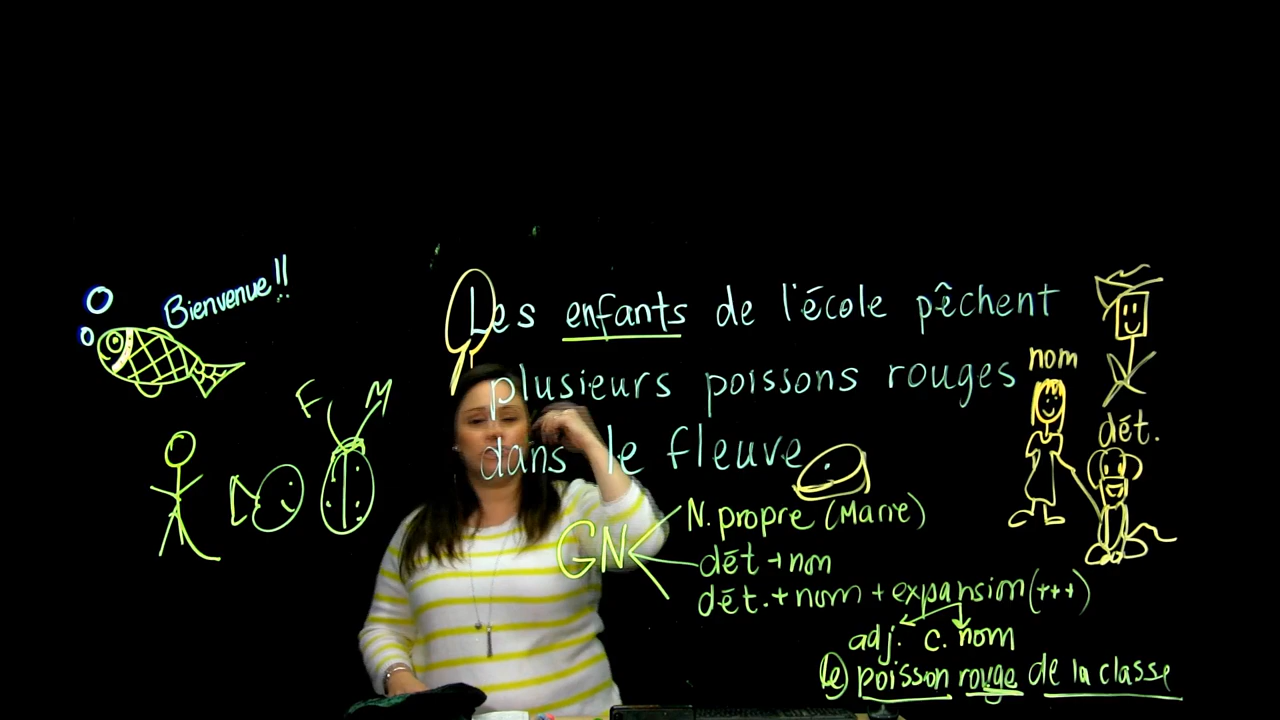 Bienvenue!!
F M
Les enfants de l'école pêchent
plusieurs poissons rouges
dans le fleuve
nom
dét.
GN
N. propre (Marie)
dét + nom
dét. + nom + expansion (+++)
adj. c. nom
le poisson rouge de la classe